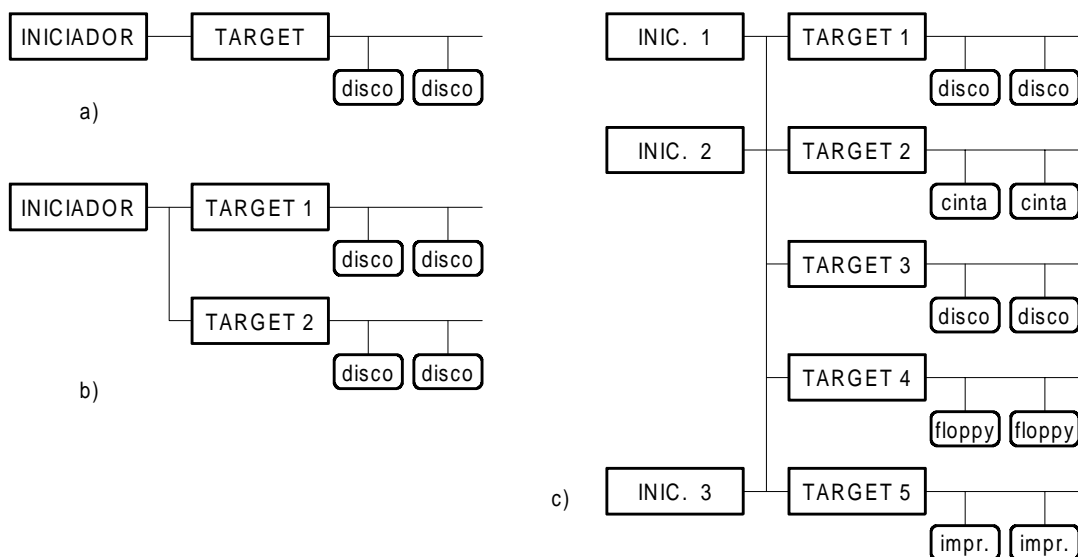 INICIADOR
TARGET
disco
disco
a)
INICIADOR
TARGET 1
disco
disco
TARGET 2
disco
disco
b)
INIC. 1
TARGET 1
disco
disco
INIC. 2
TARGET 2
cinta
cinta
TARGET 3
disco
disco
TARGET 4
floppy
floppy
INIC. 3
TARGET 5
impr.
impr.
c)